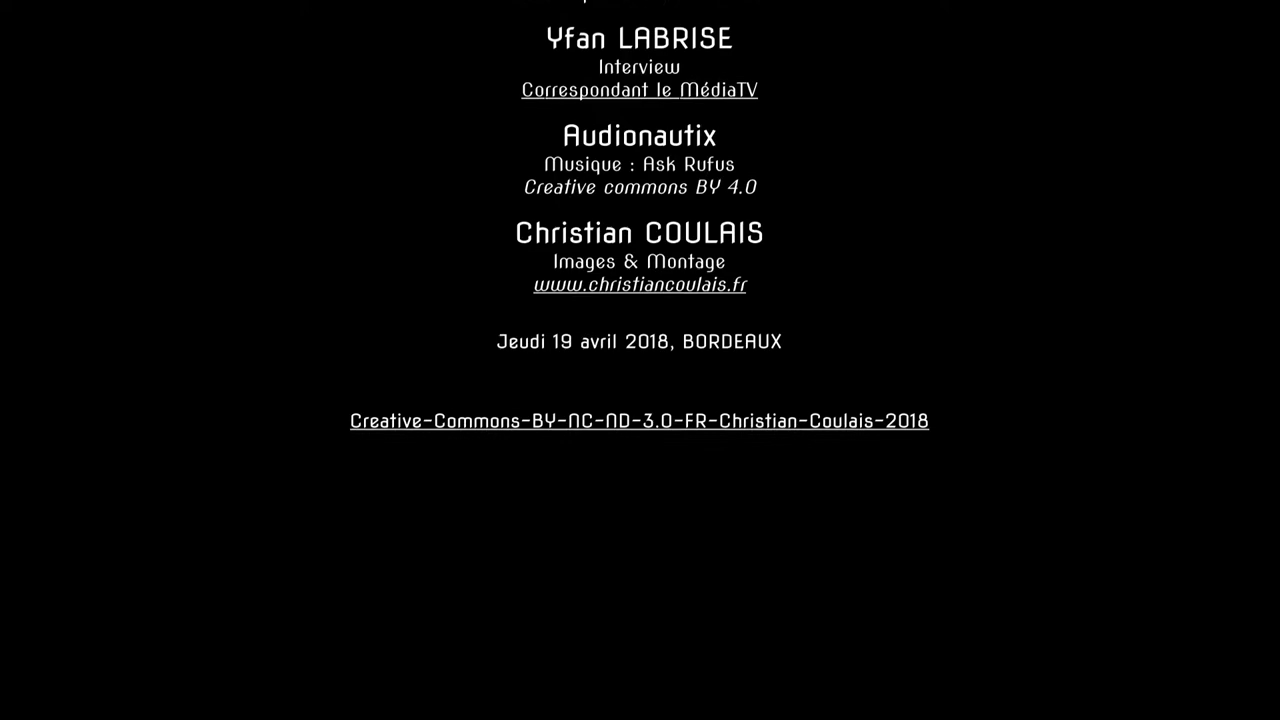 Yfan LABRISE
Interview
Correspondant le MédiaTV
Audionautix
Musique : Ask Rufus
Creative commons BY 4.0
Christian COULAIS
Images & Montage
www.christiancoulais.fr
Jeudi 19 avril 2018, BORDEAUX
Creative-Commons-BY-NC-ND-3.0-FR-Christian-Coulais-2018